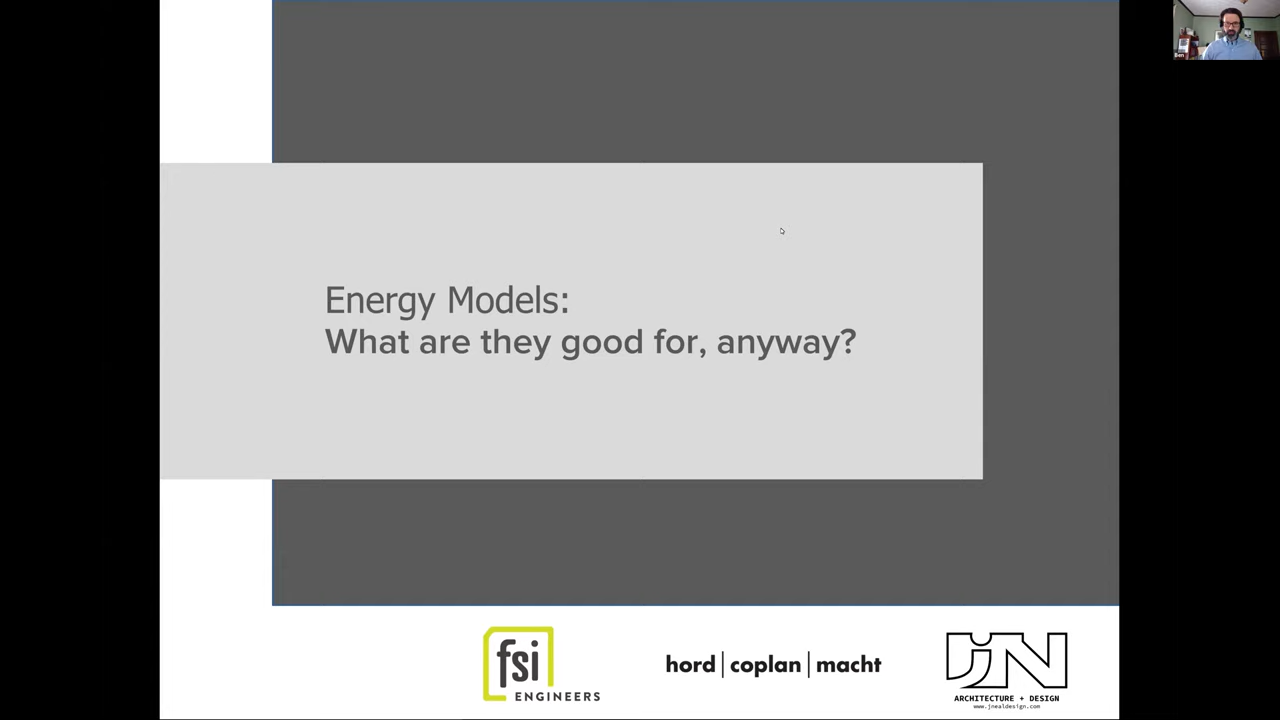 Ben
Energy Models:
What are they good for, anyway?
fsi
ENGINEERS
hord|coplan|macht
JN
ARCHITECTURE + DESIGN
www.jnealdesign.com